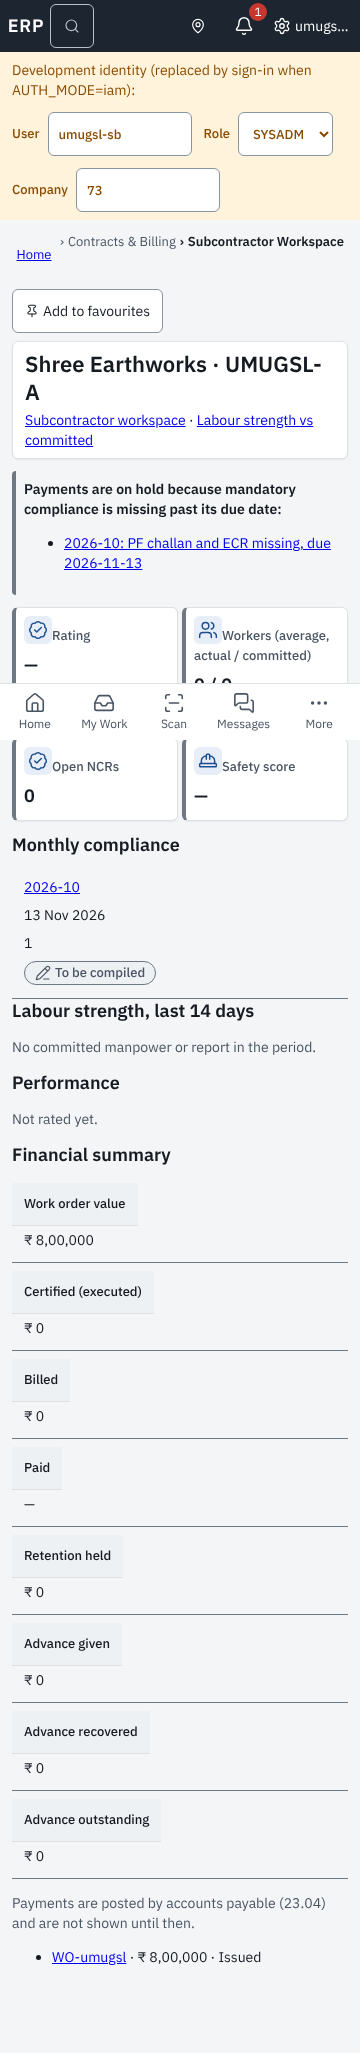 ERP
1
umugs...
Development identity (replaced by sign-in when
AUTH_MODE=iam):
User
umugsl-sb
Role
SYSADM
Company
73
Home
› Contracts & Billing › Subcontractor Workspace
Add to favourites
Shree Earthworks · UMUGSL-
A
Subcontractor workspace · Labour strength vs
committed
Payments are on hold because mandatory
compliance is missing past its due date:
2026-10: PF challan and ECR missing, due
2026-11-13
Rating
—
Workers (average,
actual / committed)
Home
My Work
Scan
Messages
More
Open NCRs
0
Safety score
—
Monthly compliance
2026-10
13 Nov 2026
1
To be compiled
Labour strength, last 14 days
No committed manpower or report in the period.
Performance
Not rated yet.
Financial summary
Work order value
₹ 8,00,000
Certified (executed)
₹ 0
Billed
₹ 0
Paid
—
Retention held
₹ 0
Advance given
₹ 0
Advance recovered
₹ 0
Advance outstanding
₹ 0
Payments are posted by accounts payable (23.04)
and are not shown until then.
WO-umugsl · ₹ 8,00,000 · Issued